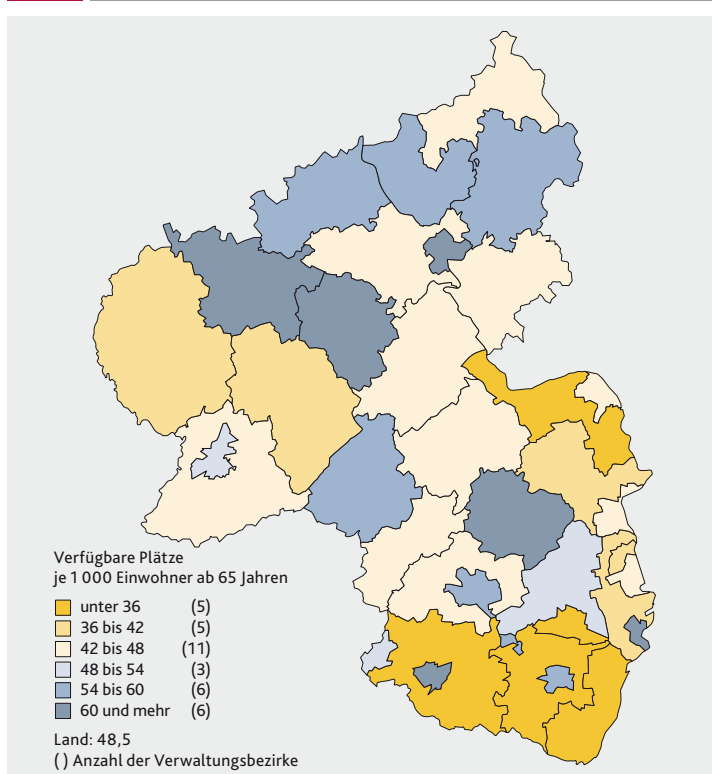 Verfügbare Plätze
je 1 000 Einwohner ab 65 Jahren
unter 36 (5)
36 bis 42 (5)
42 bis 48 (11)
48 bis 54 (3)
54 bis 60 (6)
60 und mehr (6)
Land: 48,5
( ) Anzahl der Verwaltungsbezirke